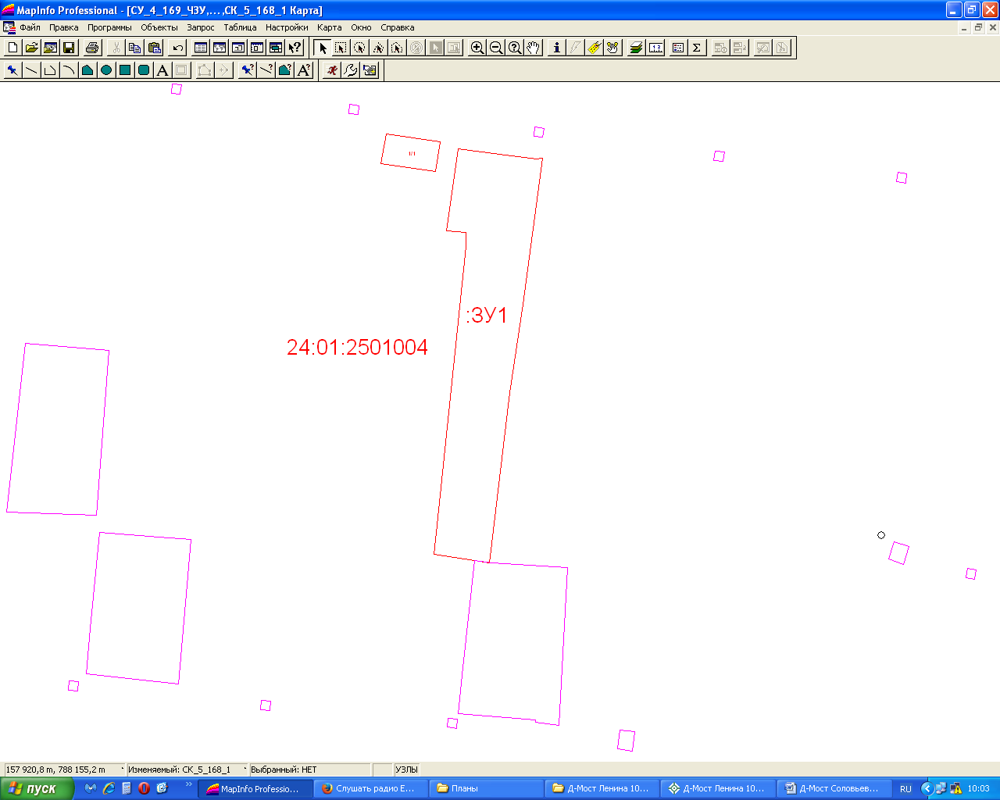 MapInfo Professional - [СУ_4_169_ЧЗУ,...,СК_5_168_1 Карта]
Файл Правка Программы Объекты Запрос Таблица Настройки Карта Окно Справка
1/1
:ЗУ1
24:01:2501004
157 920,8 m, 788 155,2 m Изменяемый: СК_5_168_1 Выбранный: НЕТ УЗЛЫ
пуск MapInfo Professio... Слушать радио E... Планы Д-Мост Ленина 10... Д-Мост Ленина 10... Д-Мост Соловьев... RU 10:03